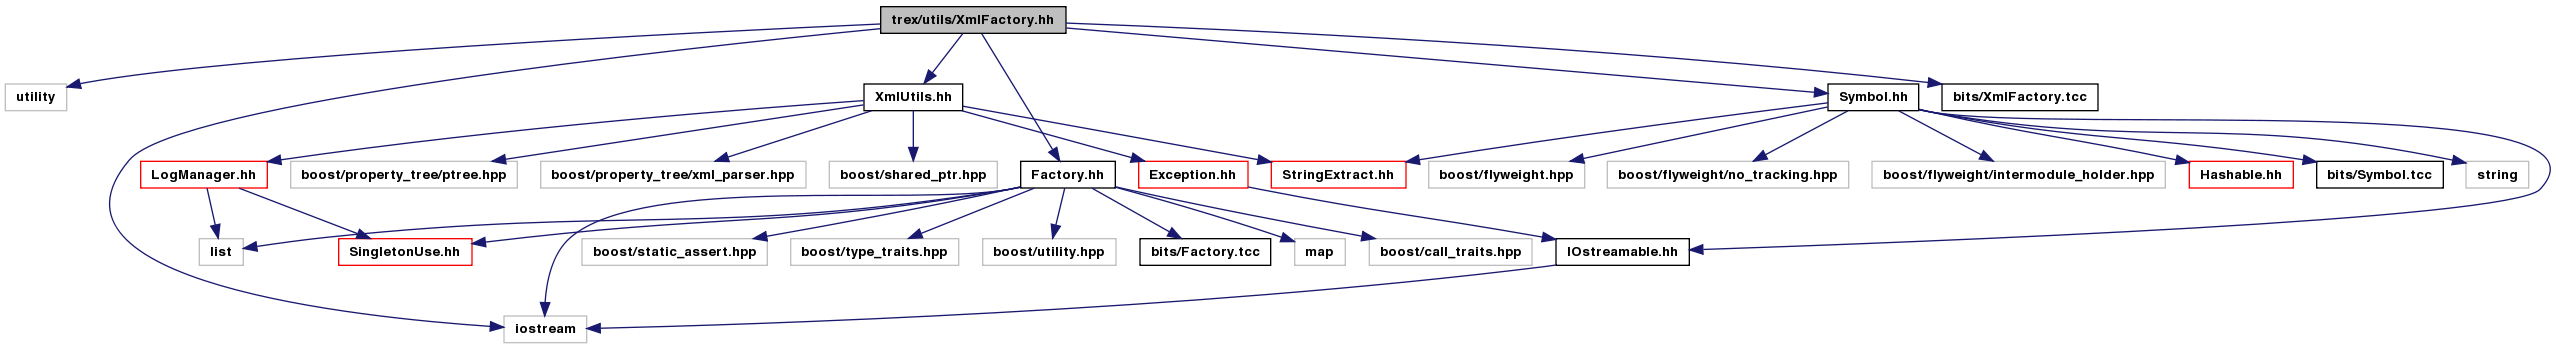 trex/utils/XmlFactory.hh
utility
XmlUtils.hh
Symbol.hh
bits/XmlFactory.tcc
LogManager.hh
boost/property_tree/ptree.hpp
boost/property_tree/xml_parser.hpp
boost/shared_ptr.hpp
Factory.hh
Exception.hh
StringExtract.hh
boost/flyweight.hpp
boost/flyweight/no_tracking.hpp
boost/flyweight/intermodule_holder.hpp
Hashable.hh
bits/Symbol.tcc
string
list
SingletonUse.hh
boost/static_assert.hpp
boost/type_traits.hpp
boost/utility.hpp
bits/Factory.tcc
map
boost/call_traits.hpp
IOstreamable.hh
iostream